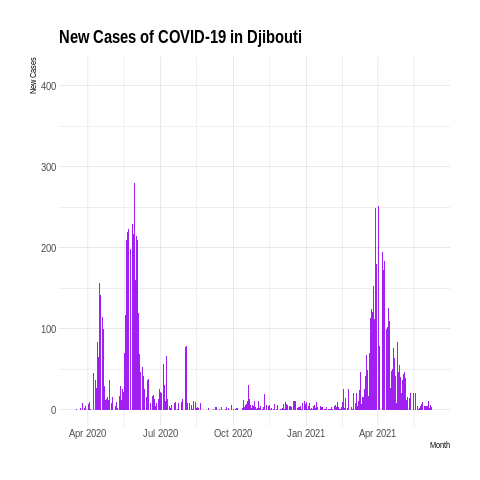 New Cases of COVID-19 in Djibouti
New Cases
400
300
200
100
0
Apr 2020 Jul 2020 Oct 2020 Jan 2021 Apr 2021
Month